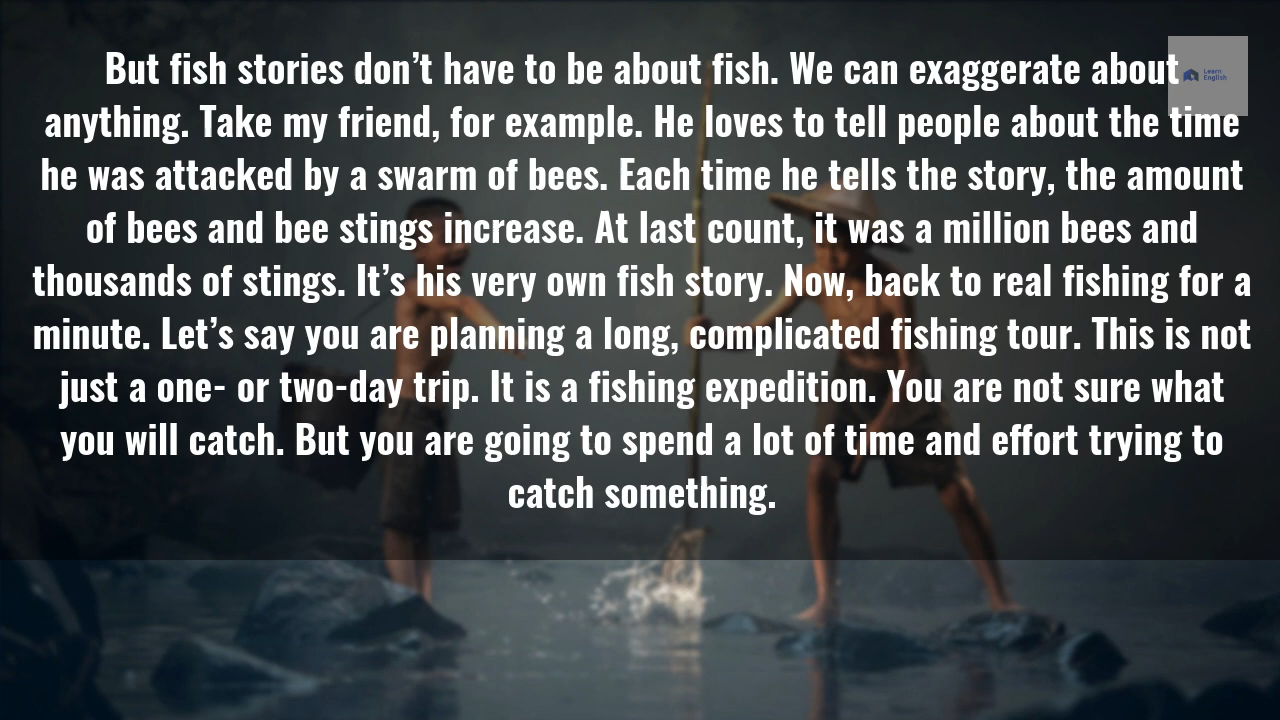 But fish stories don’t have to be about fish. We can exaggerate about
anything. Take my friend, for example. He loves to tell people about the time
he was attacked by a swarm of bees. Each time he tells the story, the amount
of bees and bee stings increase. At last count, it was a million bees and
thousands of stings. It’s his very own fish story. Now, back to real fishing for a
minute. Let’s say you are planning a long, complicated fishing tour. This is not
just a one- or two-day trip. It is a fishing expedition. You are not sure what
you will catch. But you are going to spend a lot of time and effort trying to
catch something.
Learn
English